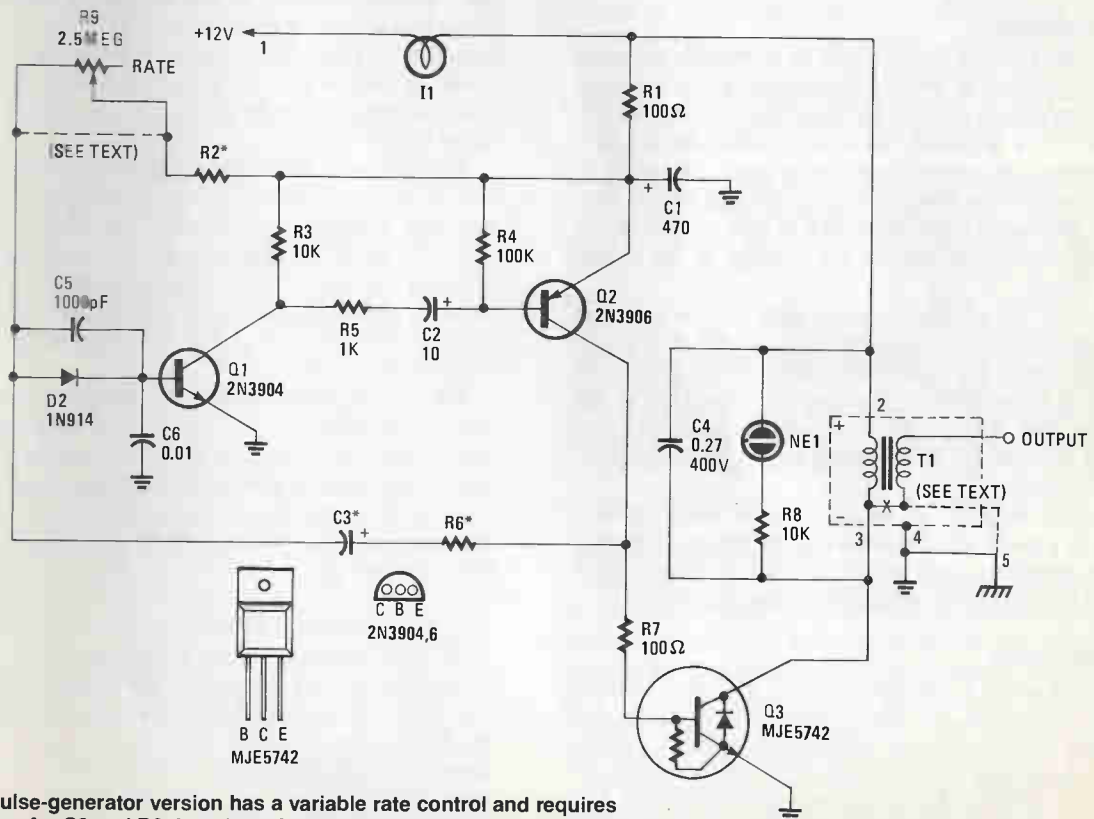 R9
2.5MEG
RATE
+12V
1
I1
R1
100Ω
(SEE TEXT)
R2*
+
C1
470
R3
10K
R4
100K
C5
1000pF
R5
1K
+
C2
10
Q2
2N3906
Q1
2N3904
D2
1N914
C6
0.01
C4
0.27
400V
NE1
R8
10K
2
+
OUTPUT
T1
(SEE TEXT)
–
X
3
4
5
C3*
+
R6*
C B E
2N3904,6
R7
100Ω
B C E
MJE5742
Q3
MJE5742
ulse-generator version has a variable rate control and requires